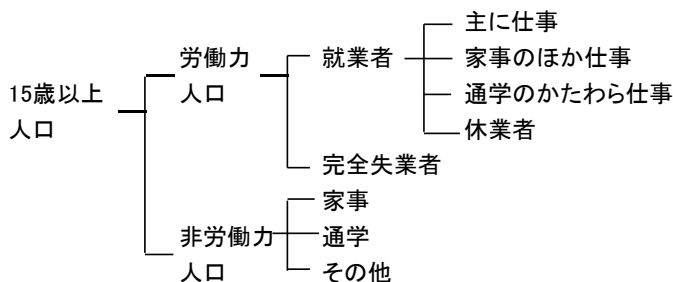 15歳以上
人口
労働力
人口
就業者
主に仕事
家事のほか仕事
通学のかたわら仕事
休業者
完全失業者
非労働力
人口
家事
通学
その他